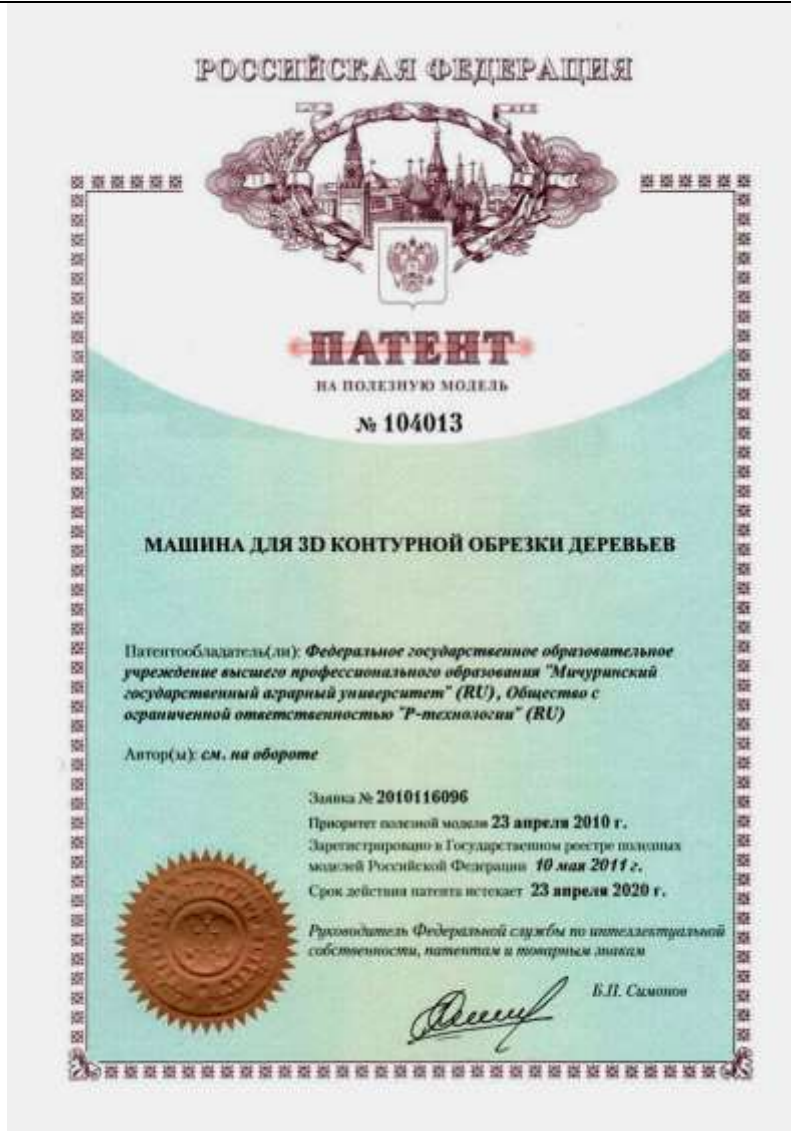 РОССИЙСКАЯ ФЕДЕРАЦИЯ
ПАТЕНТ
НА ПОЛЕЗНУЮ МОДЕЛЬ
№ 104013
МАШИНА ДЛЯ 3D КОНТУРНОЙ ОБРЕЗКИ ДЕРЕВЬЕВ
Патентообладатель(ли): Федеральное государственное образовательное
учреждение высшего профессионального образования "Мичуринский
государственный аграрный университет" (RU), Общество с
ограниченной ответственностью "Р-технологии" (RU)
Автор(ы): см. на обороте
Заявка № 2010116096
Приоритет полезной модели 23 апреля 2010 г.
Зарегистрировано в Государственном реестре полезных
моделей Российской Федерации 10 мая 2011 г.
Срок действия патента истекает 23 апреля 2020 г.
Руководитель Федеральной службы по интеллектуальной
собственности, патентам и товарным знакам
Б.П. Симонов